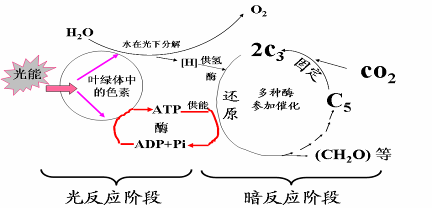 O₂
H₂O
水在光下分解
光能
叶绿体中
的色素
[H]
供氢
酶
2c₃
固定
co₂
还原
多种酶
参加催化
C₅
ATP
供能
酶
ADP+Pi
(CH₂O) 等
光反应阶段
暗反应阶段